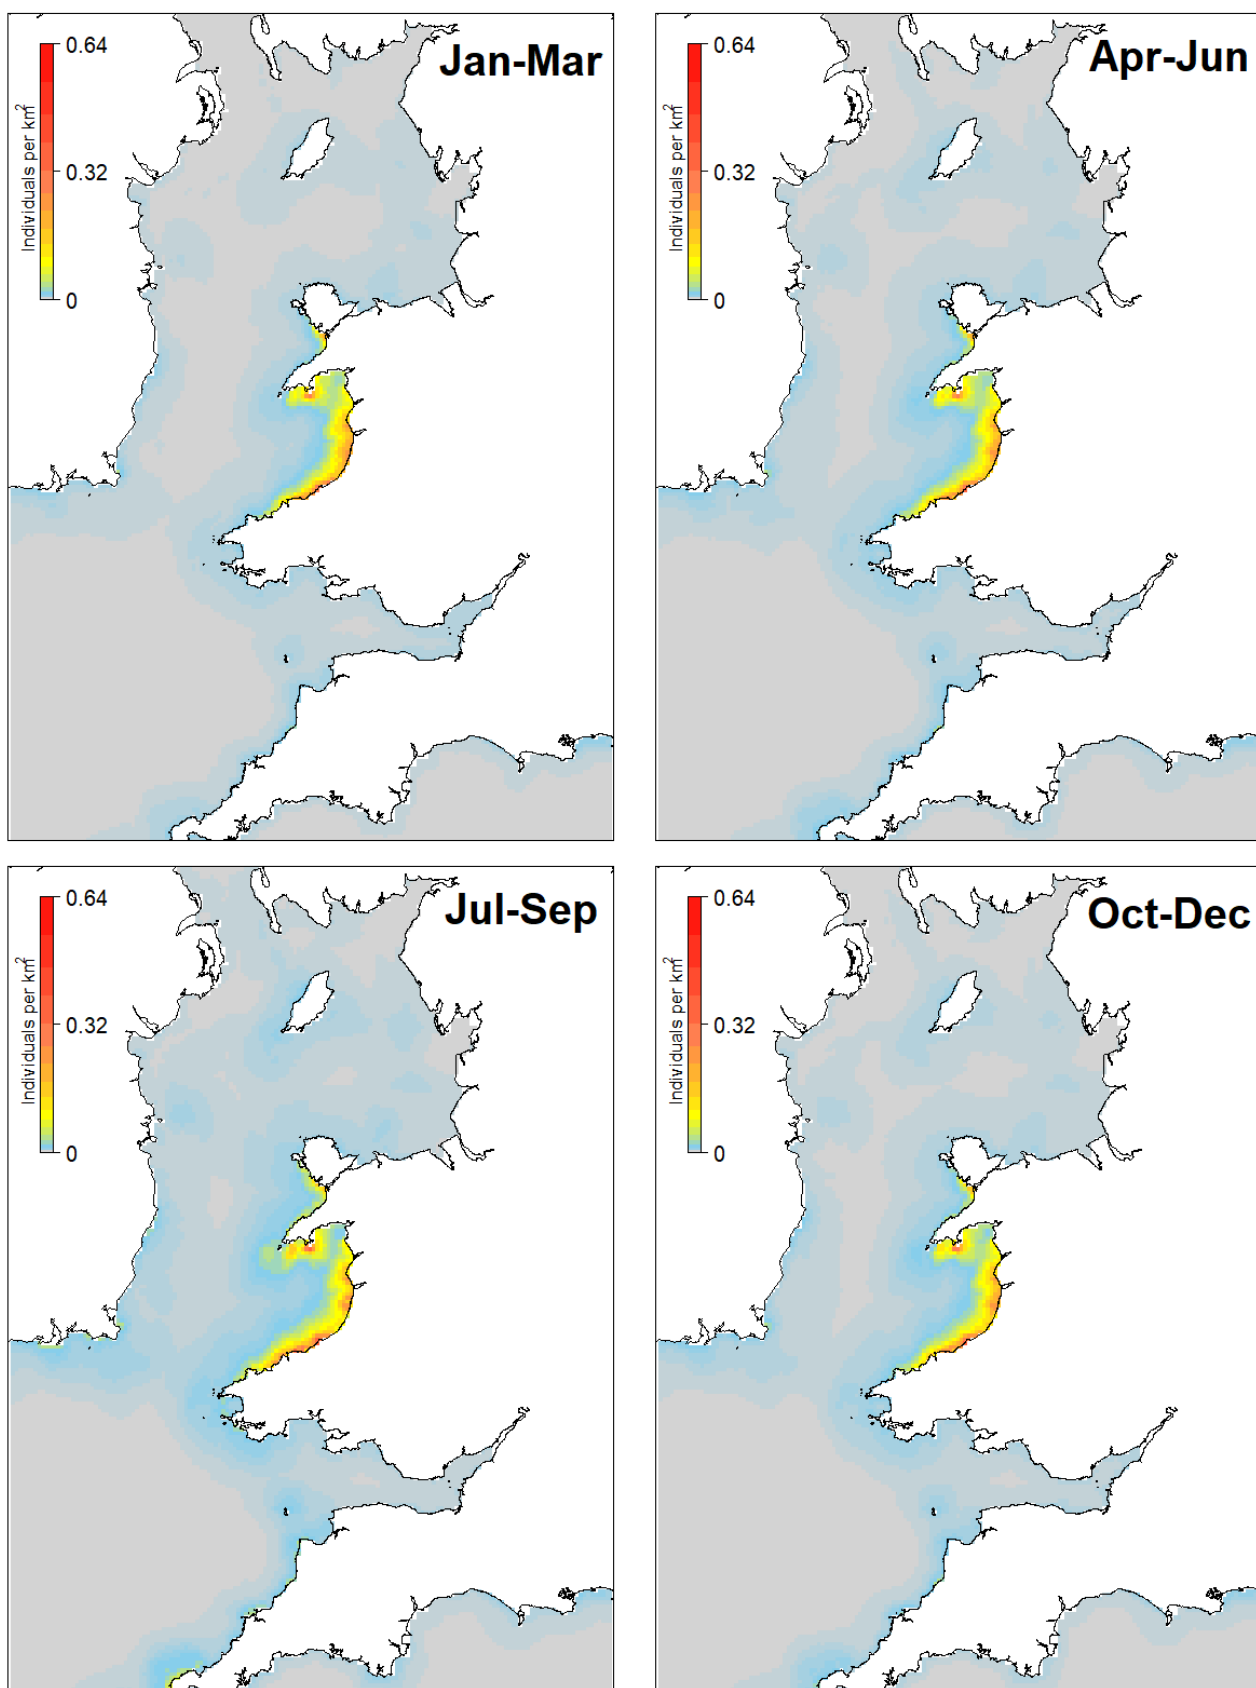 Jan-Mar
0.64
0.32
0
Individuals per km2
Apr-Jun
0.64
0.32
0
Individuals per km2
Jul-Sep
0.64
0.32
0
Individuals per km2
Oct-Dec
0.64
0.32
0
Individuals per km2